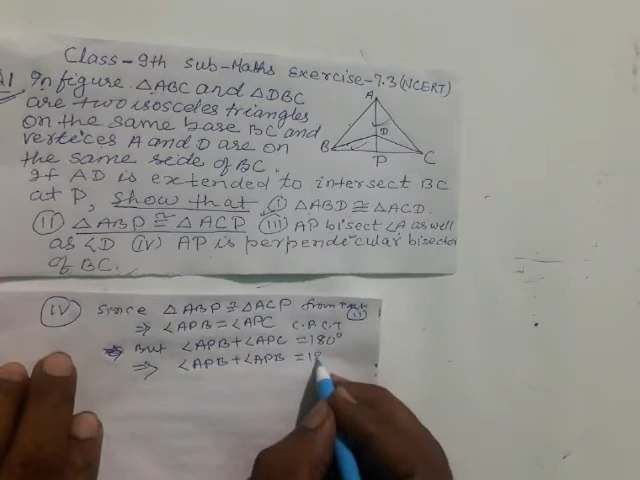 Class-9th Sub-Maths Exercise-7.3 (NCERT)
Q1 In figure △ABC and △DBC
are two isosceles triangles
on the same base BC and
vertices A and D are on
the same side of BC.
If AD is extended to intersect BC
at P, show that (I) △ABD ≅ △ACD.
(II) △ABP ≅ △ACP (III) AP bisect ∠A as well
as ∠D (IV) AP is perpendicular bisector
of BC.
A
D
B
P
C
(IV) Since △ABP ≅ △ACP from (II)
⇒ ∠APB = ∠APC C.P.C.T
But ∠APB + ∠APC = 180°
⇒ ∠APB + ∠APB = 18